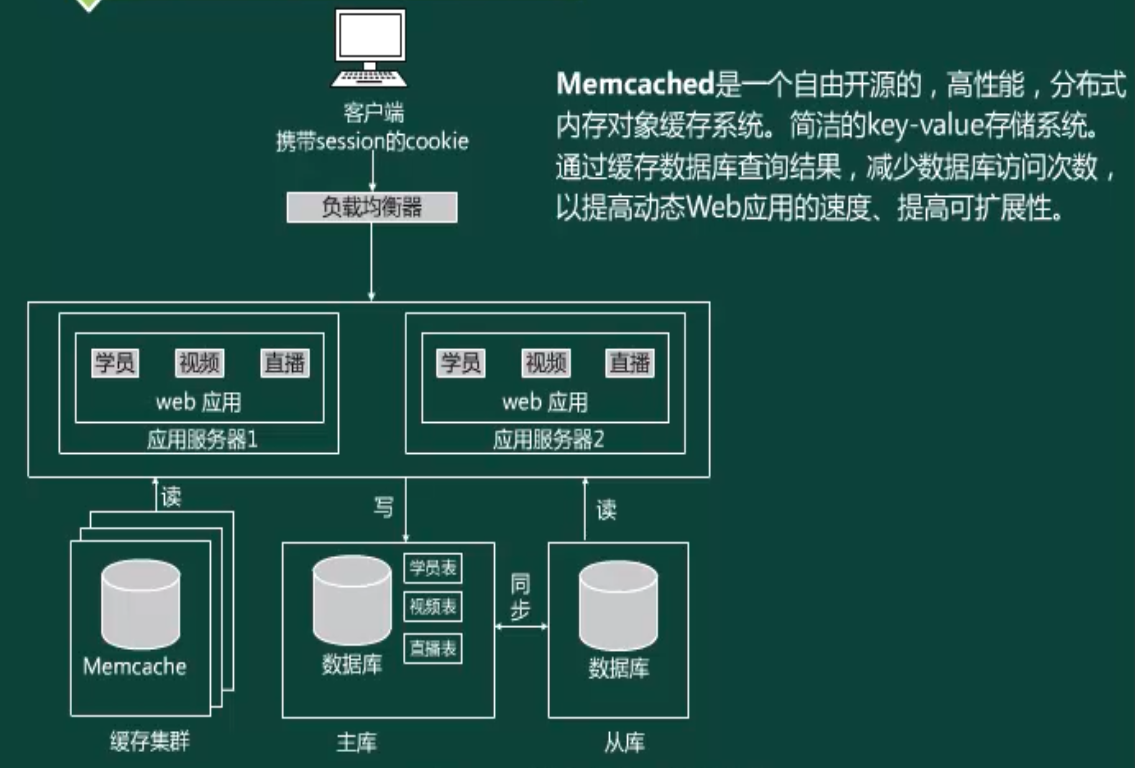 客户端
携带session的cookie
负载均衡器
Memcached是一个自由开源的，高性能，分布式
内存对象缓存系统。简洁的key-value存储系统。
通过缓存数据库查询结果，减少数据库访问次数，
以提高动态Web应用的速度、提高可扩展性。
学员 视频 直播
web 应用
应用服务器1
学员 视频 直播
web 应用
应用服务器2
读
写
读
Memcache
缓存集群
数据库
学员表
视频表
直播表
主库
同
步
数据库
从库